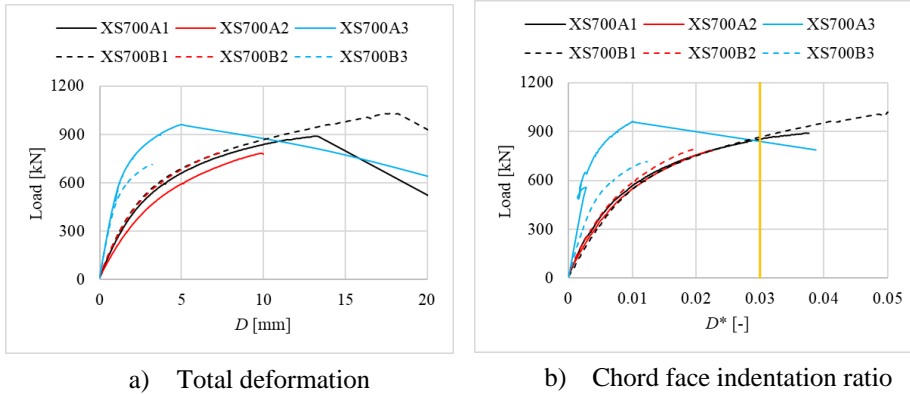 XS700A1 XS700A2 XS700A3
XS700B1 XS700B2 XS700B3
1200
900
600
300
0
Load [kN]
0 5 10 15 20
D [mm]
a) Total deformation
XS700A1 XS700A2 XS700A3
XS700B1 XS700B2 XS700B3
1200
900
600
300
0
Load [kN]
0 0.01 0.02 0.03 0.04 0.05
D* [-]
b) Chord face indentation ratio